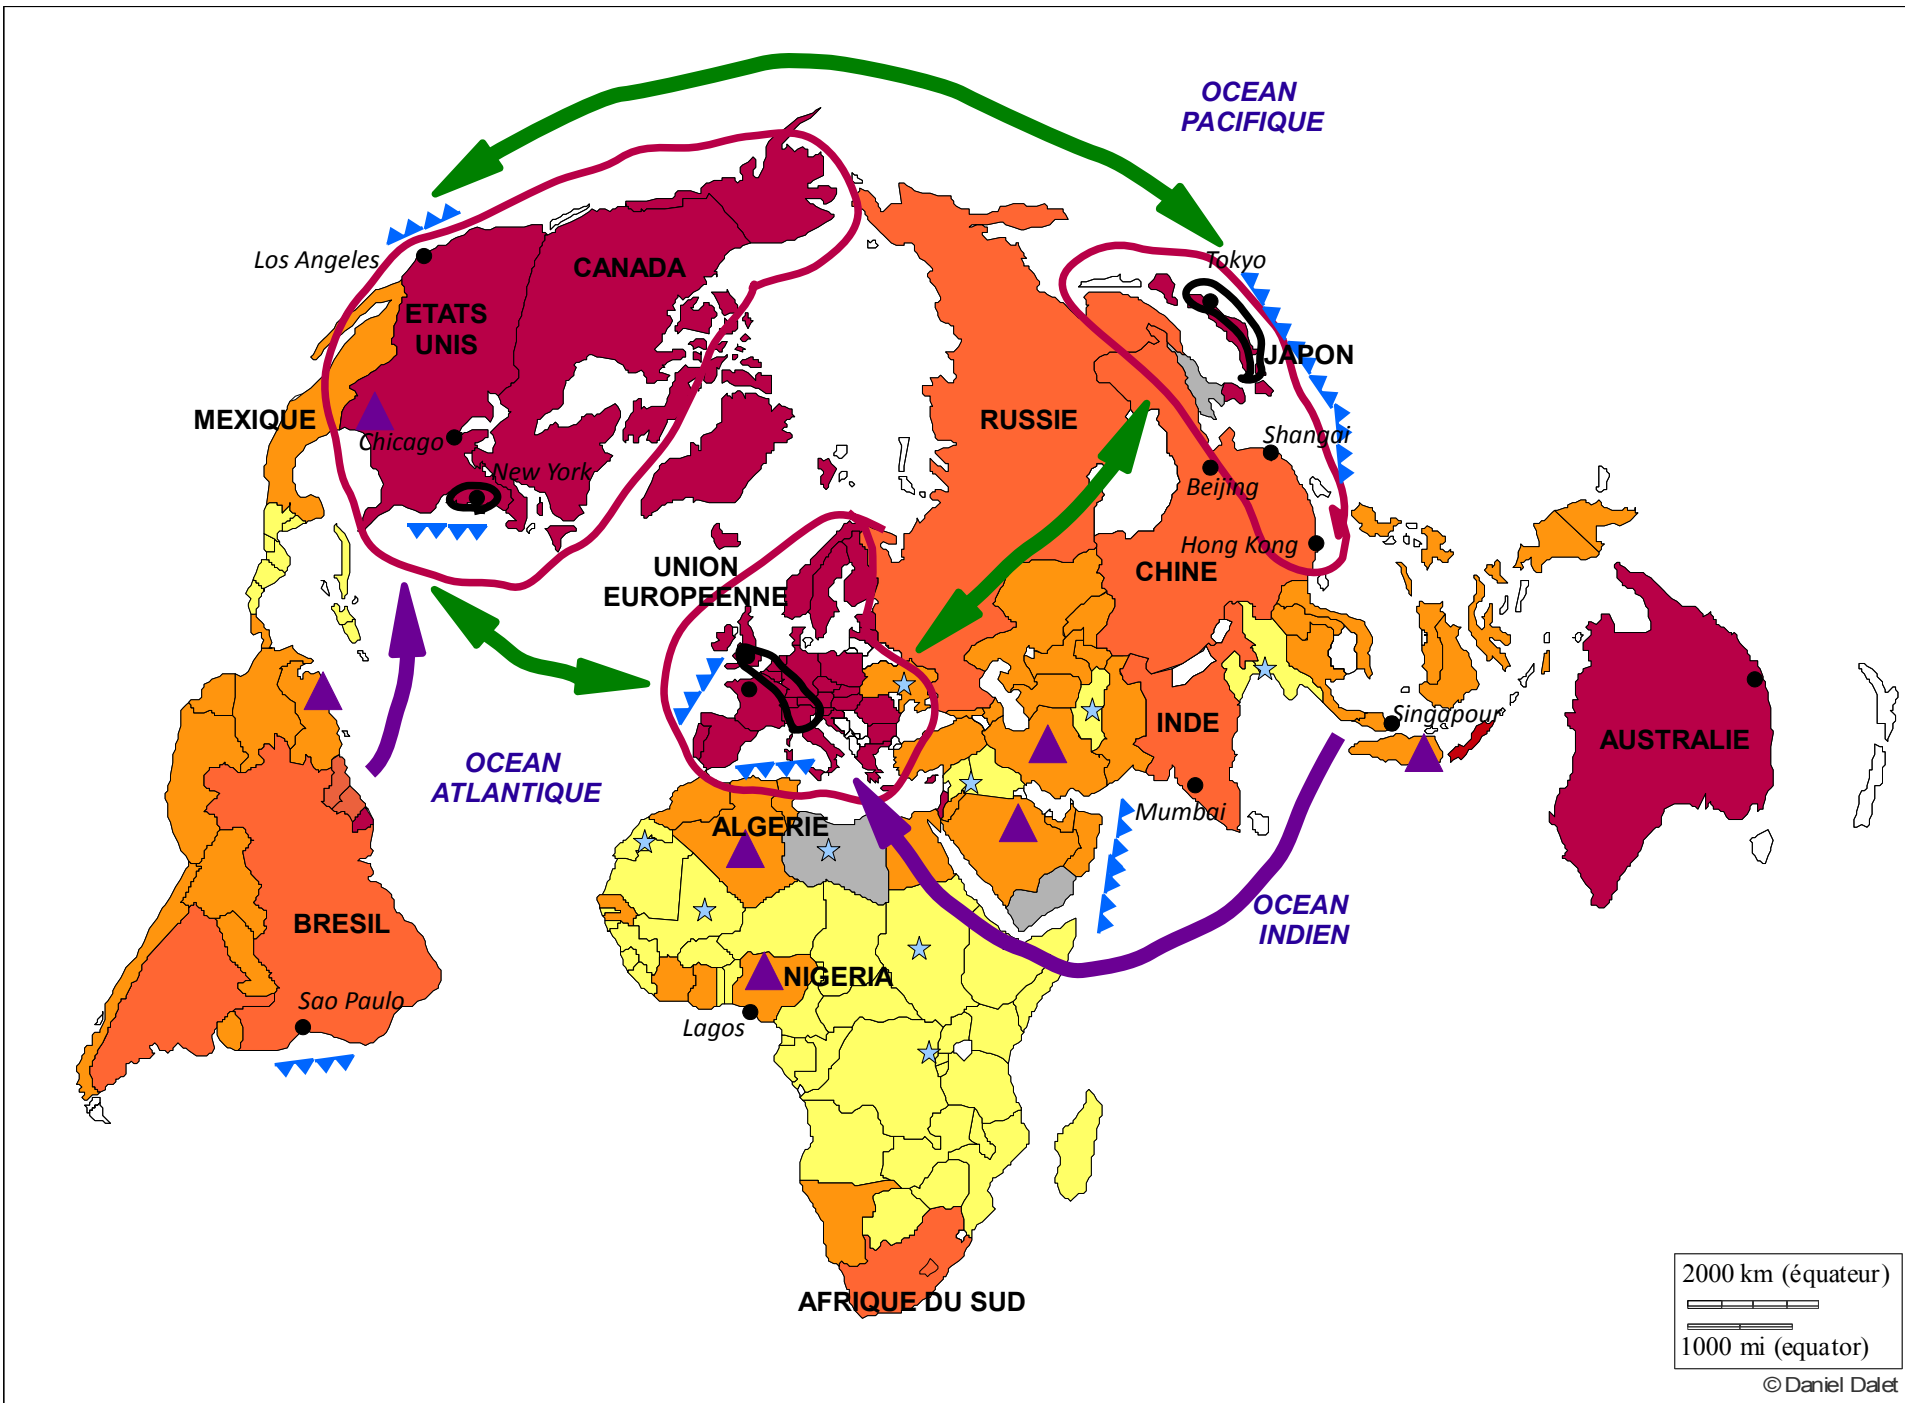 OCEAN
PACIFIQUE
Los Angeles
CANADA
Tokyo
ETATS
UNIS
JAPON
MEXIQUE
RUSSIE
Chicago
Shangai
New York
Beijing
Hong Kong
UNION
EUROPEENNE
CHINE
Singapour
INDE
AUSTRALIE
OCEAN
ATLANTIQUE
Mumbai
ALGERIE
BRESIL
OCEAN
INDIEN
NIGERIA
Sao Paulo
Lagos
AFRIQUE DU SUD
2000 km (équateur)
1000 mi (equator)
© Daniel Dalet